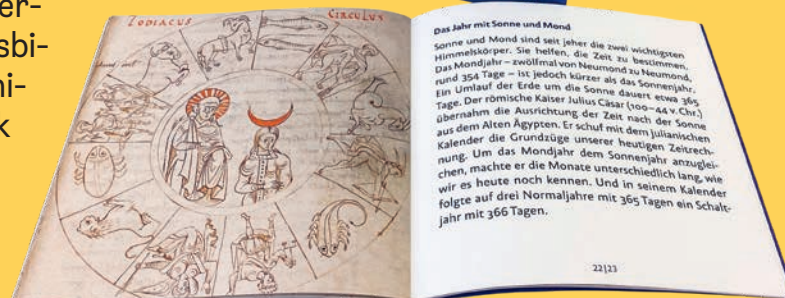 er-
sbi-
ni-
k
ZODIACUS CIRCULUS
Das Jahr mit Sonne und Mond
Sonne und Mond sind seit jeher die zwei wichtigsten
Himmelskörper. Sie helfen, die Zeit zu bestimmen.
Das Mondjahr – zwölfmal von Neumond zu Neumond,
rund 354 Tage – ist jedoch kürzer als das Sonnenjahr.
Ein Umlauf der Erde um die Sonne dauert etwa 365
Tage. Der römische Kaiser Julius Cäsar (100–44 v. Chr.)
übernahm die Ausrichtung der Zeit nach der Sonne
aus dem Alten Ägypten. Er schuf mit dem julianischen
Kalender die Grundzüge unserer heutigen Zeitrech-
nung. Um das Mondjahr dem Sonnenjahr anzuglei-
chen, machte er die Monate unterschiedlich lang, wie
wir es heute noch kennen. Und in seinem Kalender
folgte auf drei Normaljahre mit 365 Tagen ein Schalt-
jahr mit 366 Tagen.
22|23